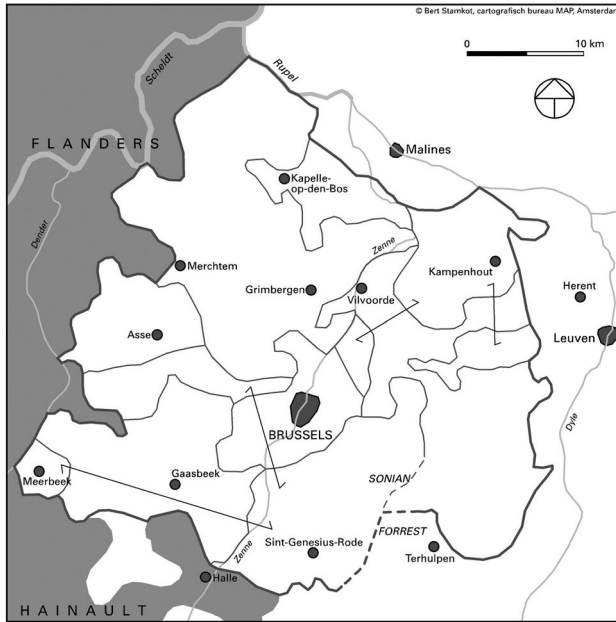 © Bert Stamkot, cartografisch bureau MAP, Amsterdam
0
10 km
Scheldt
Rupel
FLANDERS
Malines
Kapelle-
op-den-Bos
Dender
Zenne
Merchtem
Kampenhout
Grimbergen
Vilvoorde
Herent
Asse
Leuven
BRUSSELS
Dyle
Meerbeek
Gaasbeek
SONIAN
FORREST
Zenne
Sint-Genesius-Rode
Terhulpen
Halle
HAINAULT